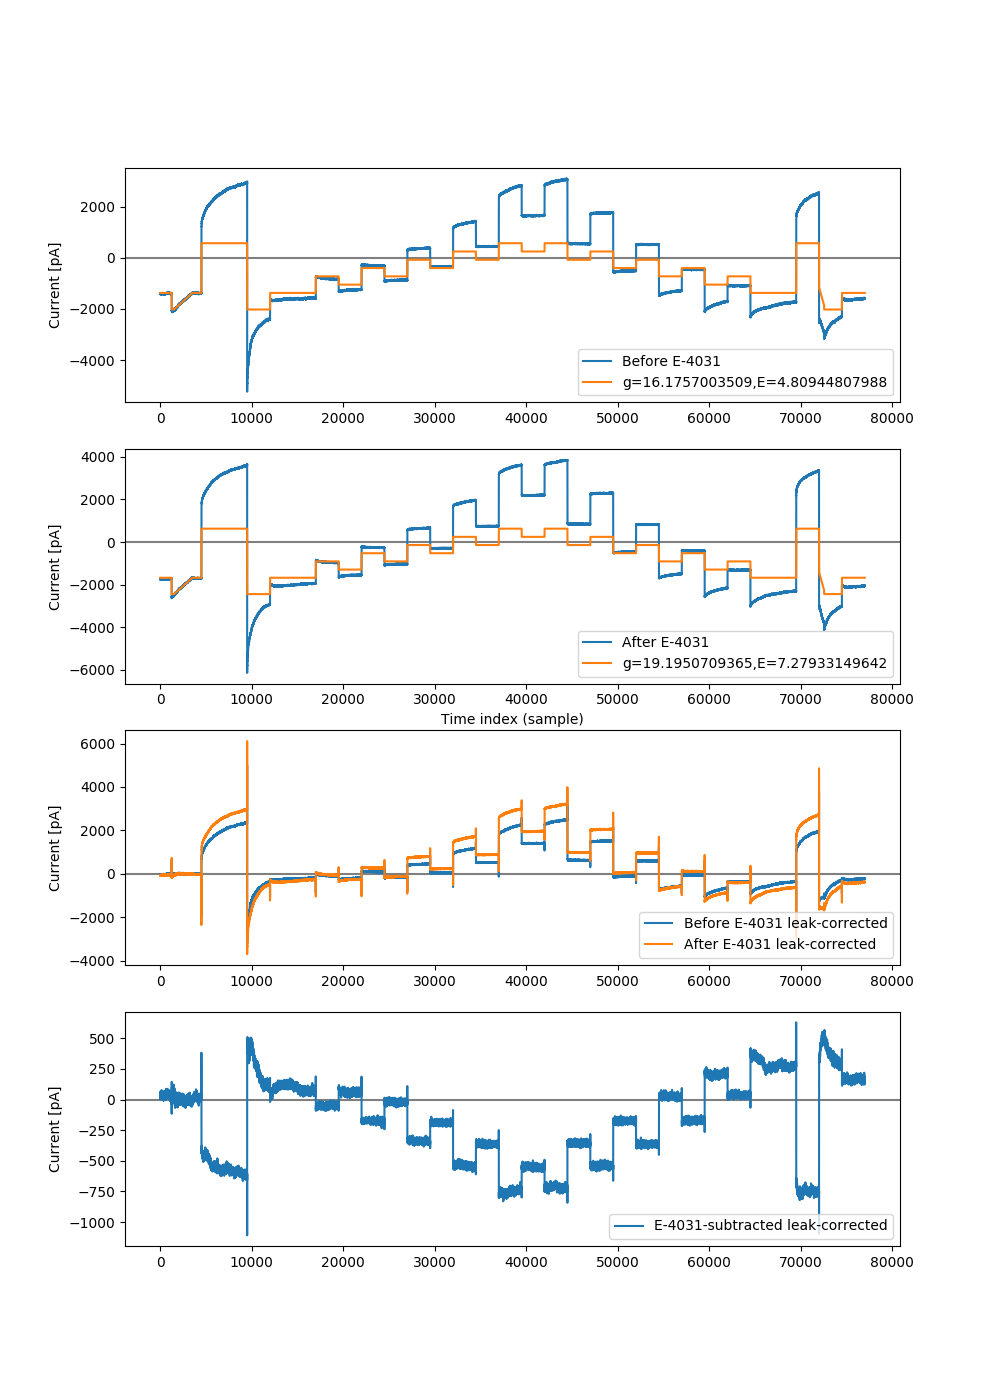 2000
0
−2000
−4000
Current [pA]
Before E-4031
g=16.1757003509,E=4.80944807988
0 10000 20000 30000 40000 50000 60000 70000 80000
4000
2000
0
−2000
−4000
−6000
Current [pA]
After E-4031
g=19.1950709365,E=7.27933149642
0 10000 20000 30000 40000 50000 60000 70000 80000
Time index (sample)
6000
4000
2000
0
−2000
−4000
Current [pA]
Before E-4031 leak-corrected
After E-4031 leak-corrected
0 10000 20000 30000 40000 50000 60000 70000 80000
500
250
0
−250
−500
−750
−1000
Current [pA]
E-4031-subtracted leak-corrected
0 10000 20000 30000 40000 50000 60000 70000 80000